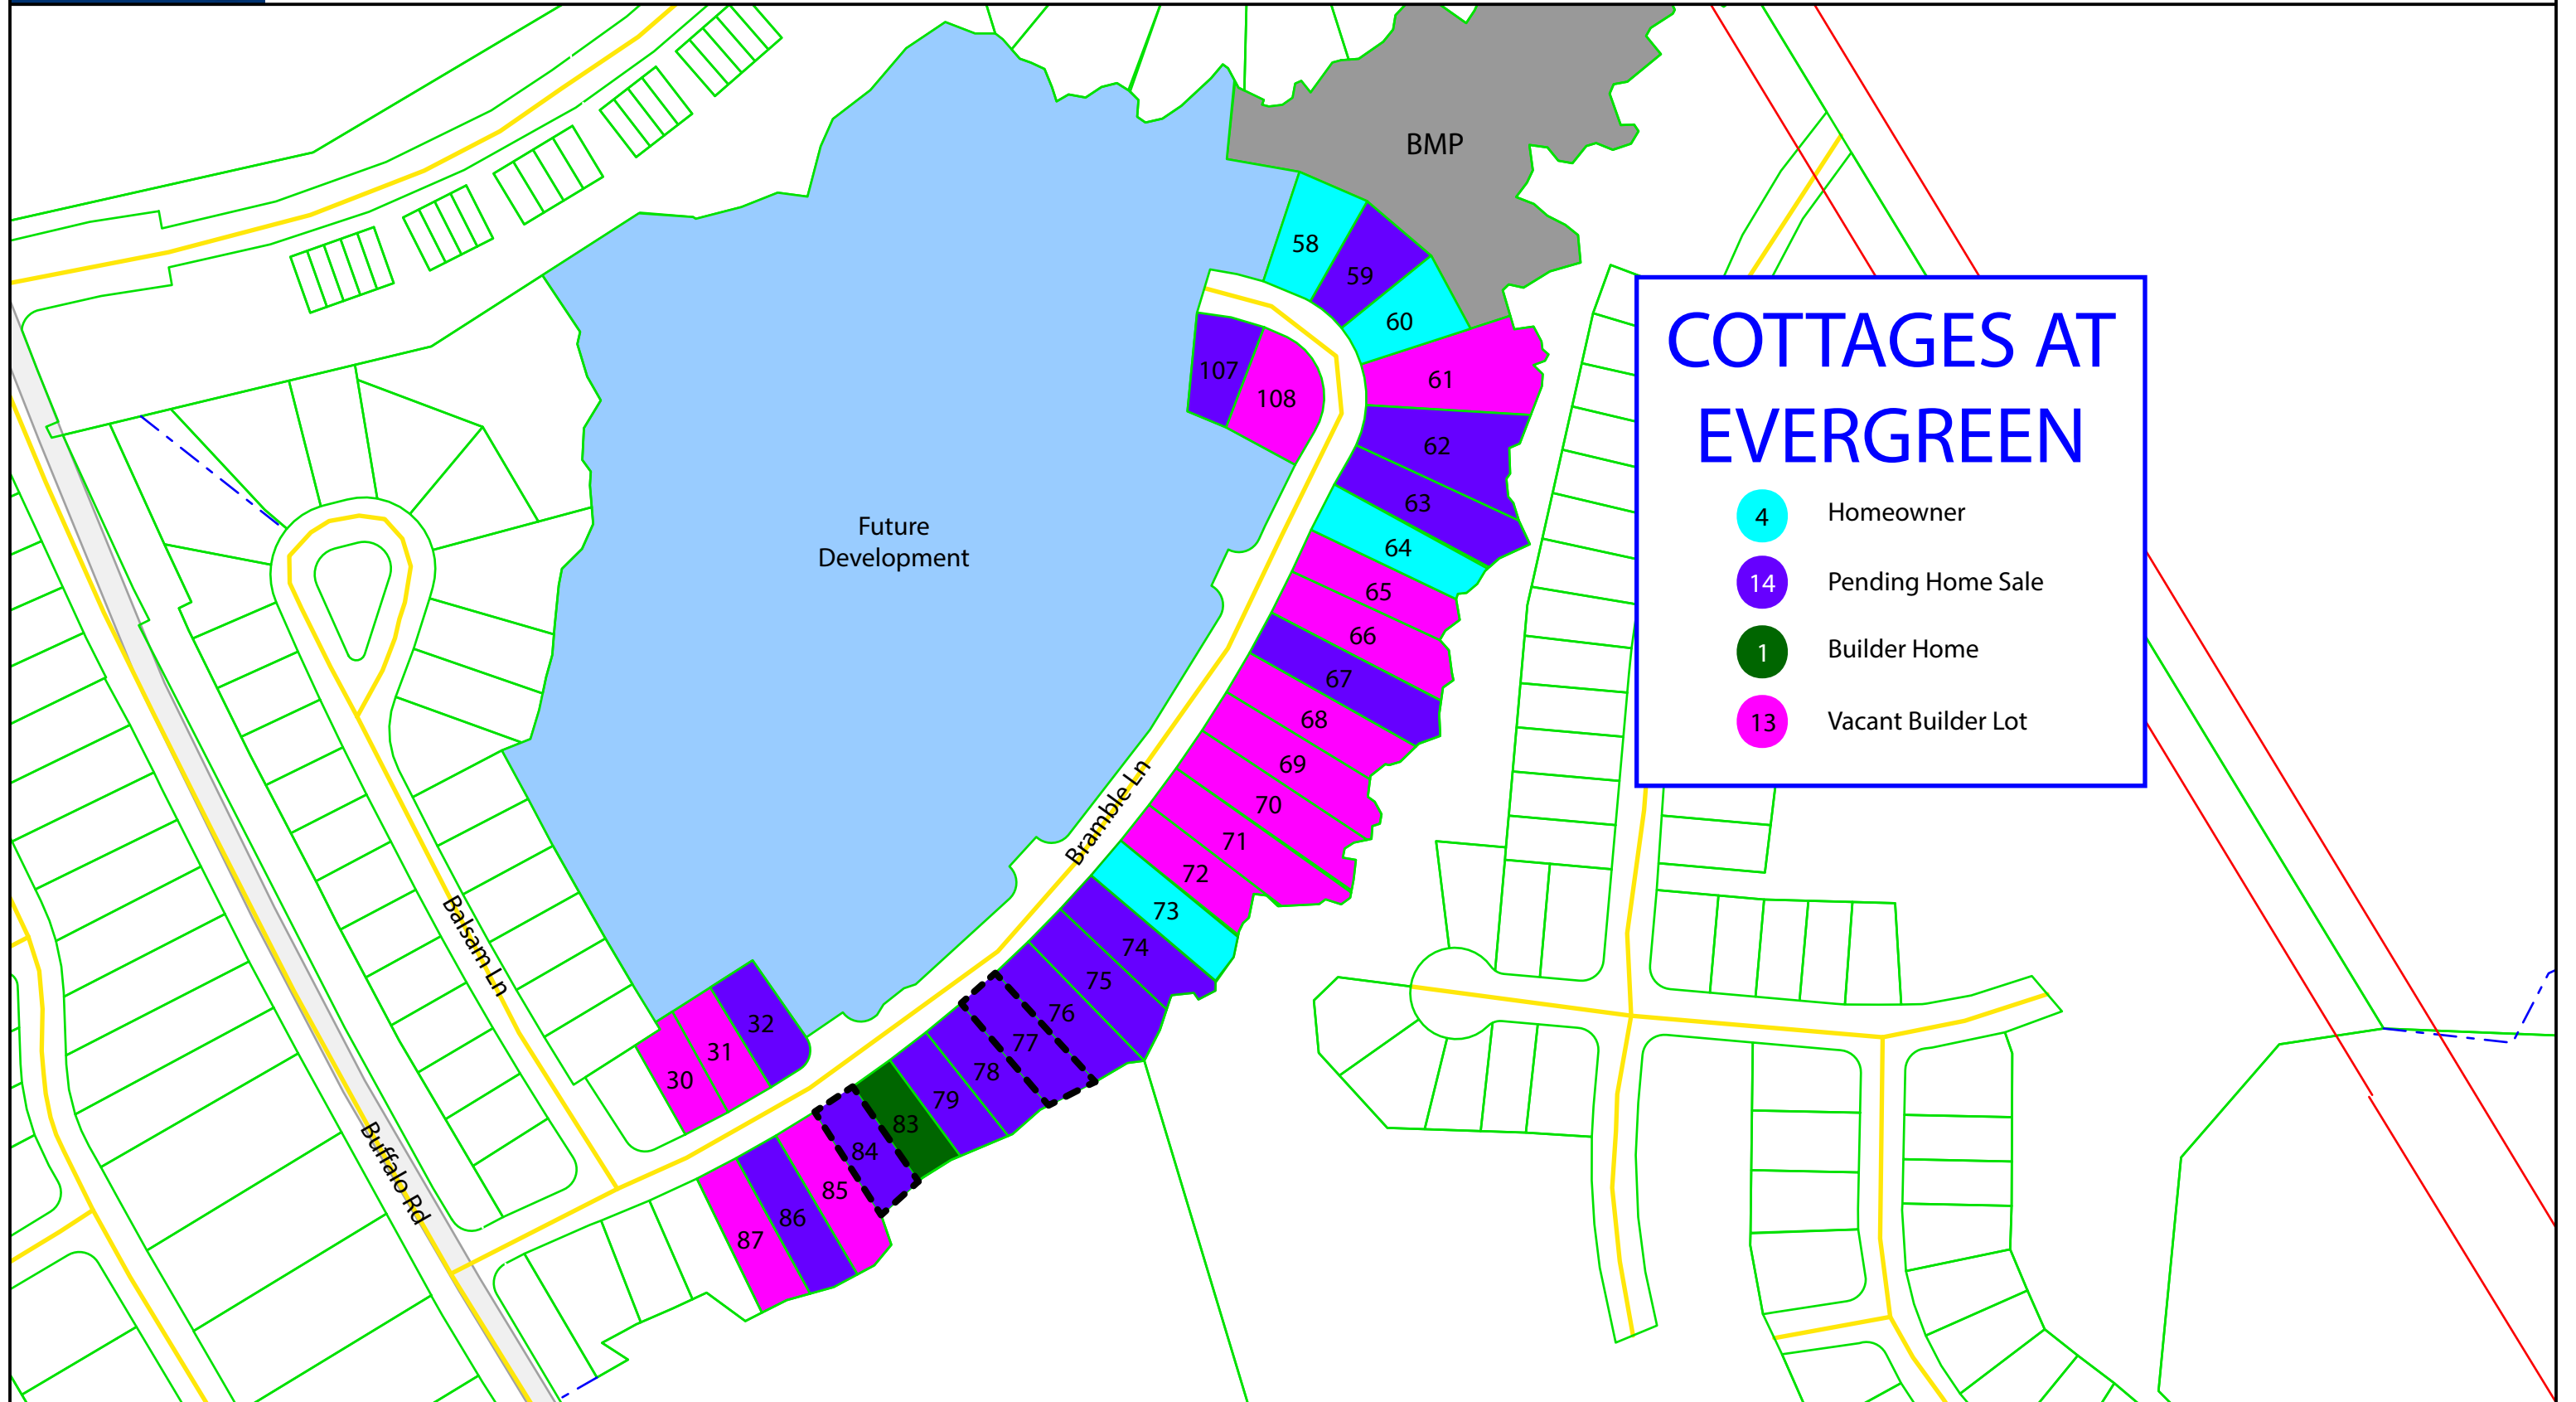 BMP
58
59
60
107
108
61
62
63
64
65
66
67
68
69
70
71
72
73
74
75
76
77
78
79
83
84
85
86
87
32
31
30
Future
Development
Bramble Ln
Balsam Ln
Buffalo Rd
COTTAGES AT
EVERGREEN
4 Homeowner
14 Pending Home Sale
1 Builder Home
13 Vacant Builder Lot